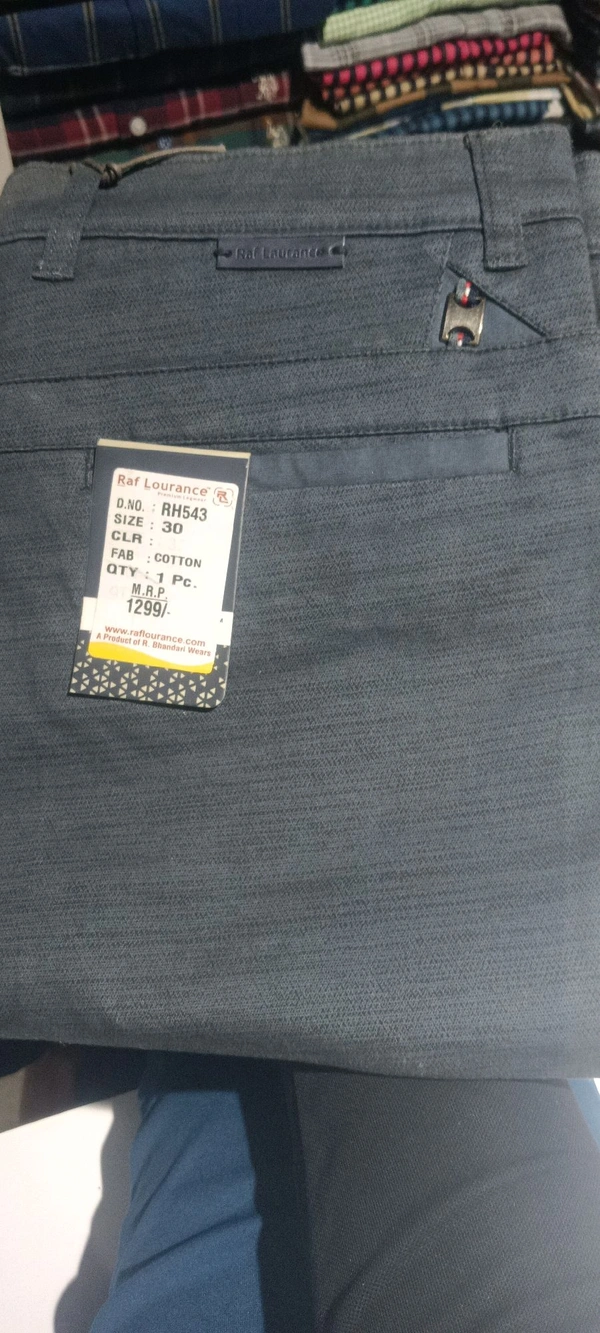 Raf Lourance
Raf Lourance
Premium Legwear
D.NO. : RH543
SIZE : 30
CLR :
FAB : COTTON
QTY : 1 Pc.
M.R.P.
1299/-
www.raflourance.com
A Product of R. Bhandari Wears